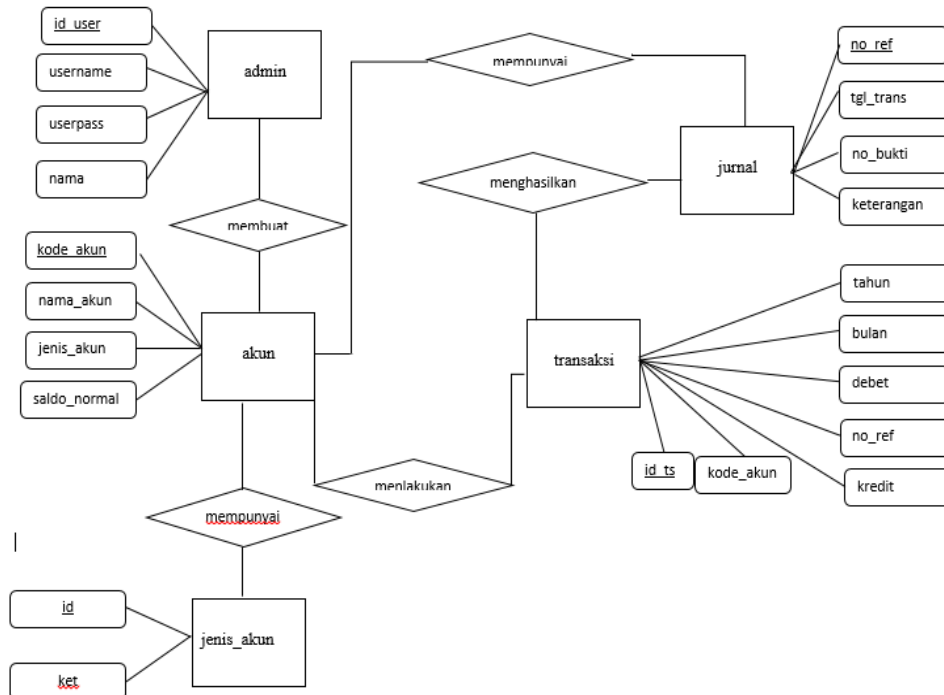 id_user
username
userpass
nama
admin
mempunyai
no_ref
tgl_trans
no_bukti
keterangan
jurnal
menghasilkan
membuat
kode_akun
nama_akun
jenis_akun
saldo_normal
akun
transaksi
tahun
bulan
debet
no_ref
kredit
id_ts
kode_akun
menlakukan
mempunyai
id
ket
jenis_akun